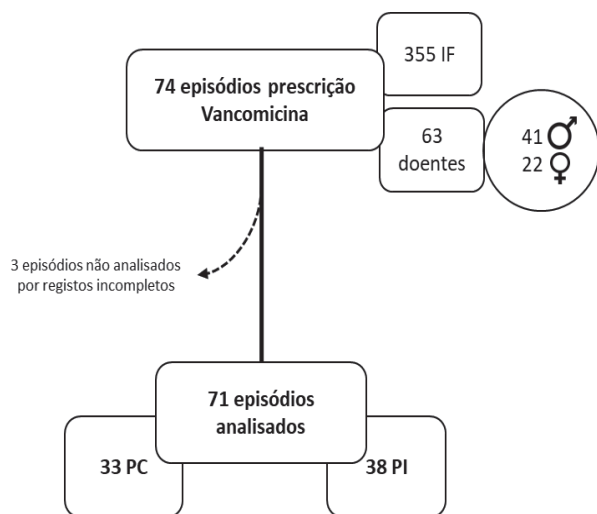 355 IF
74 episódios prescrição
Vancomicina
63
doentes
41
22
3 episódios não analisados
por registos incompletos
71 episódios
analisados
33 PC
38 PI